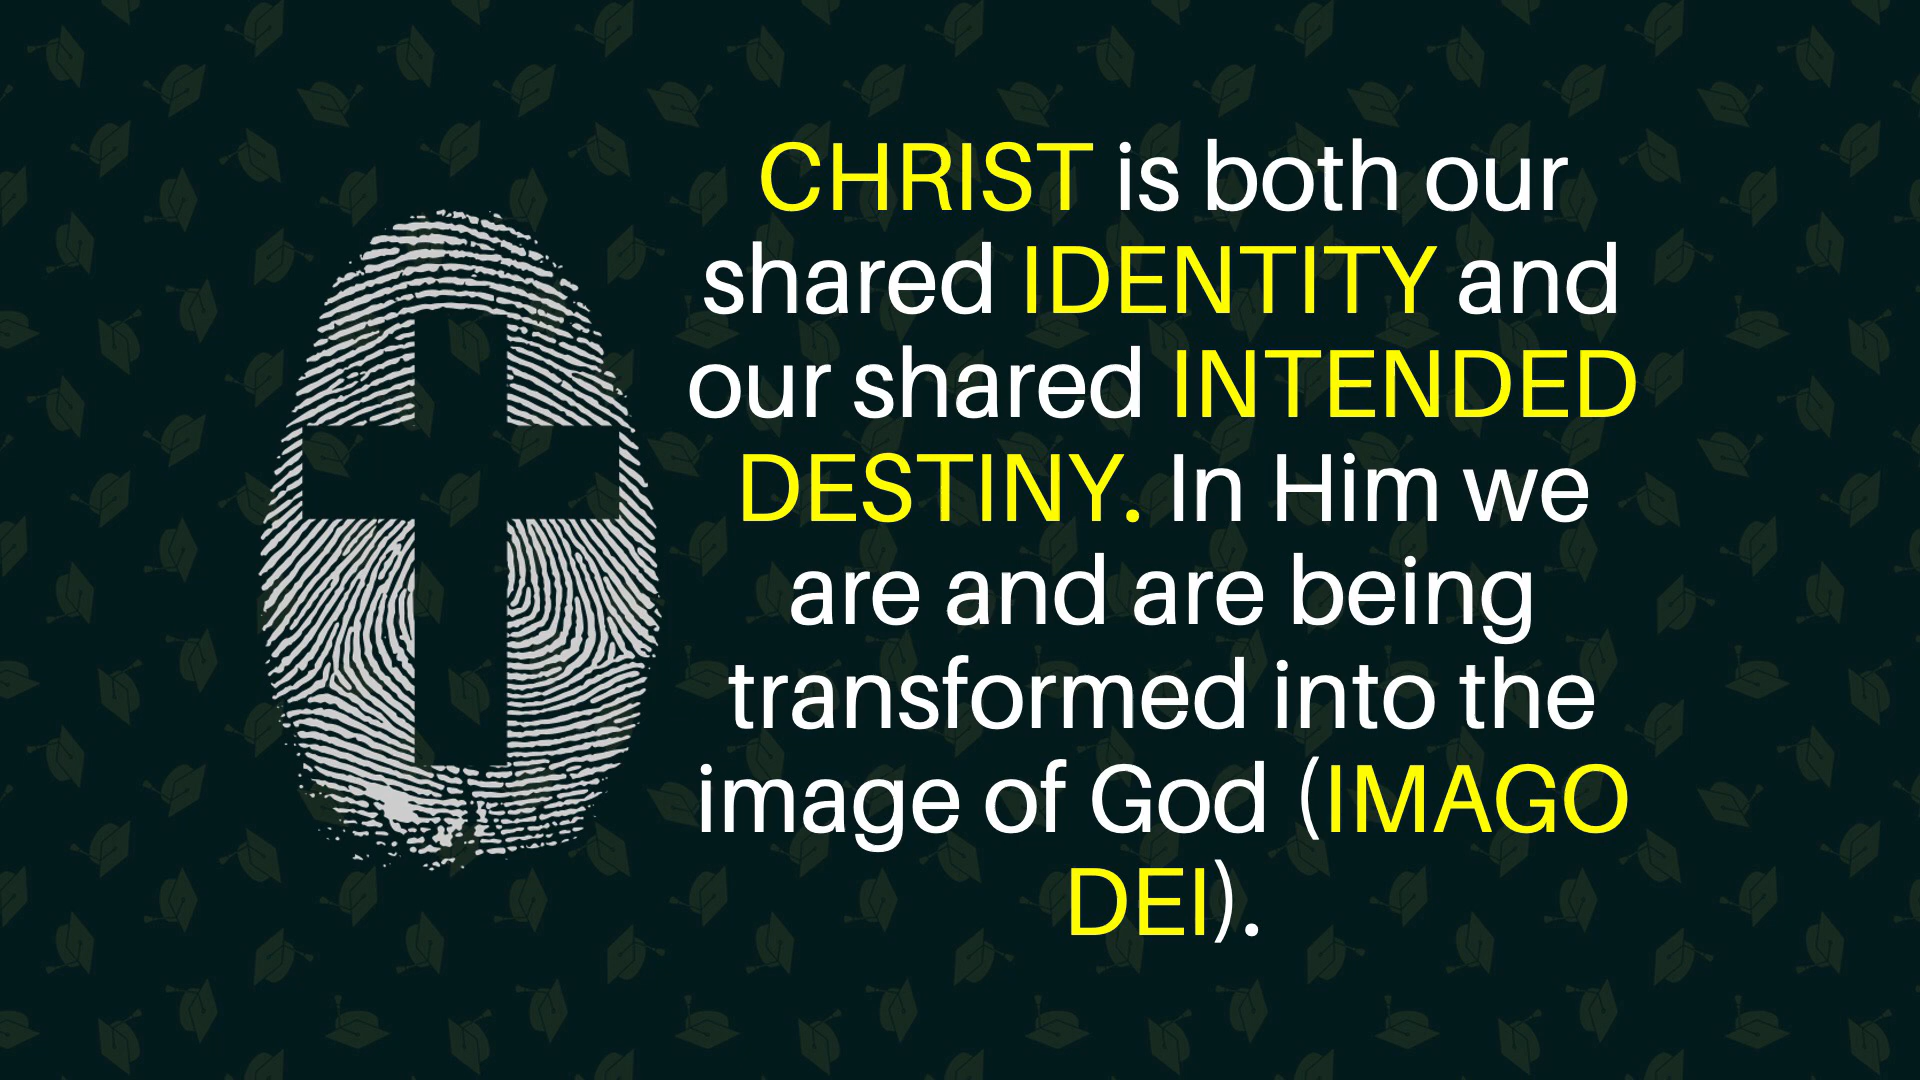 CHRIST is both our
shared IDENTITY and
our shared INTENDED
DESTINY. In Him we
are and are being
transformed into the
image of God (IMAGO
DEI).